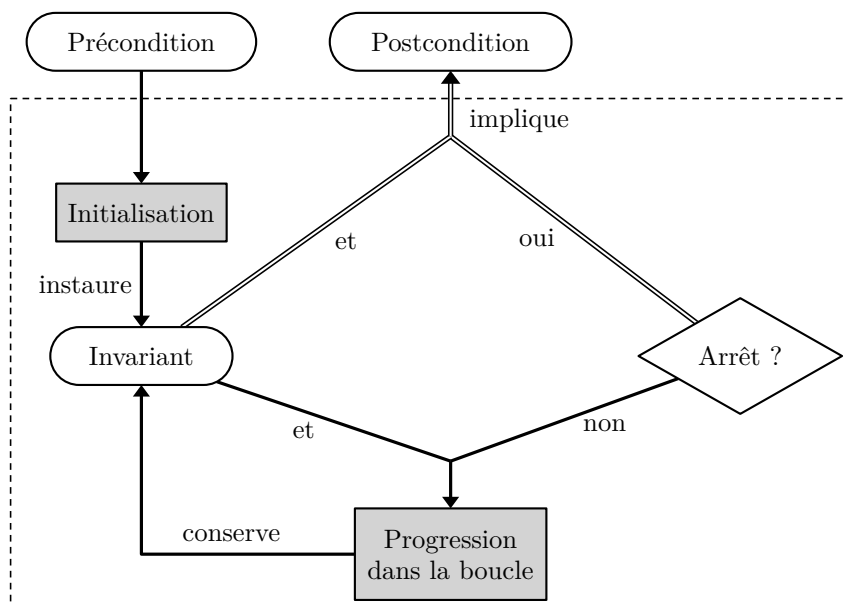 Précondition
Postcondition
implique
Initialisation
et
oui
instaure
Invariant
Arrêt ?
et
non
conserve
Progression
dans la boucle